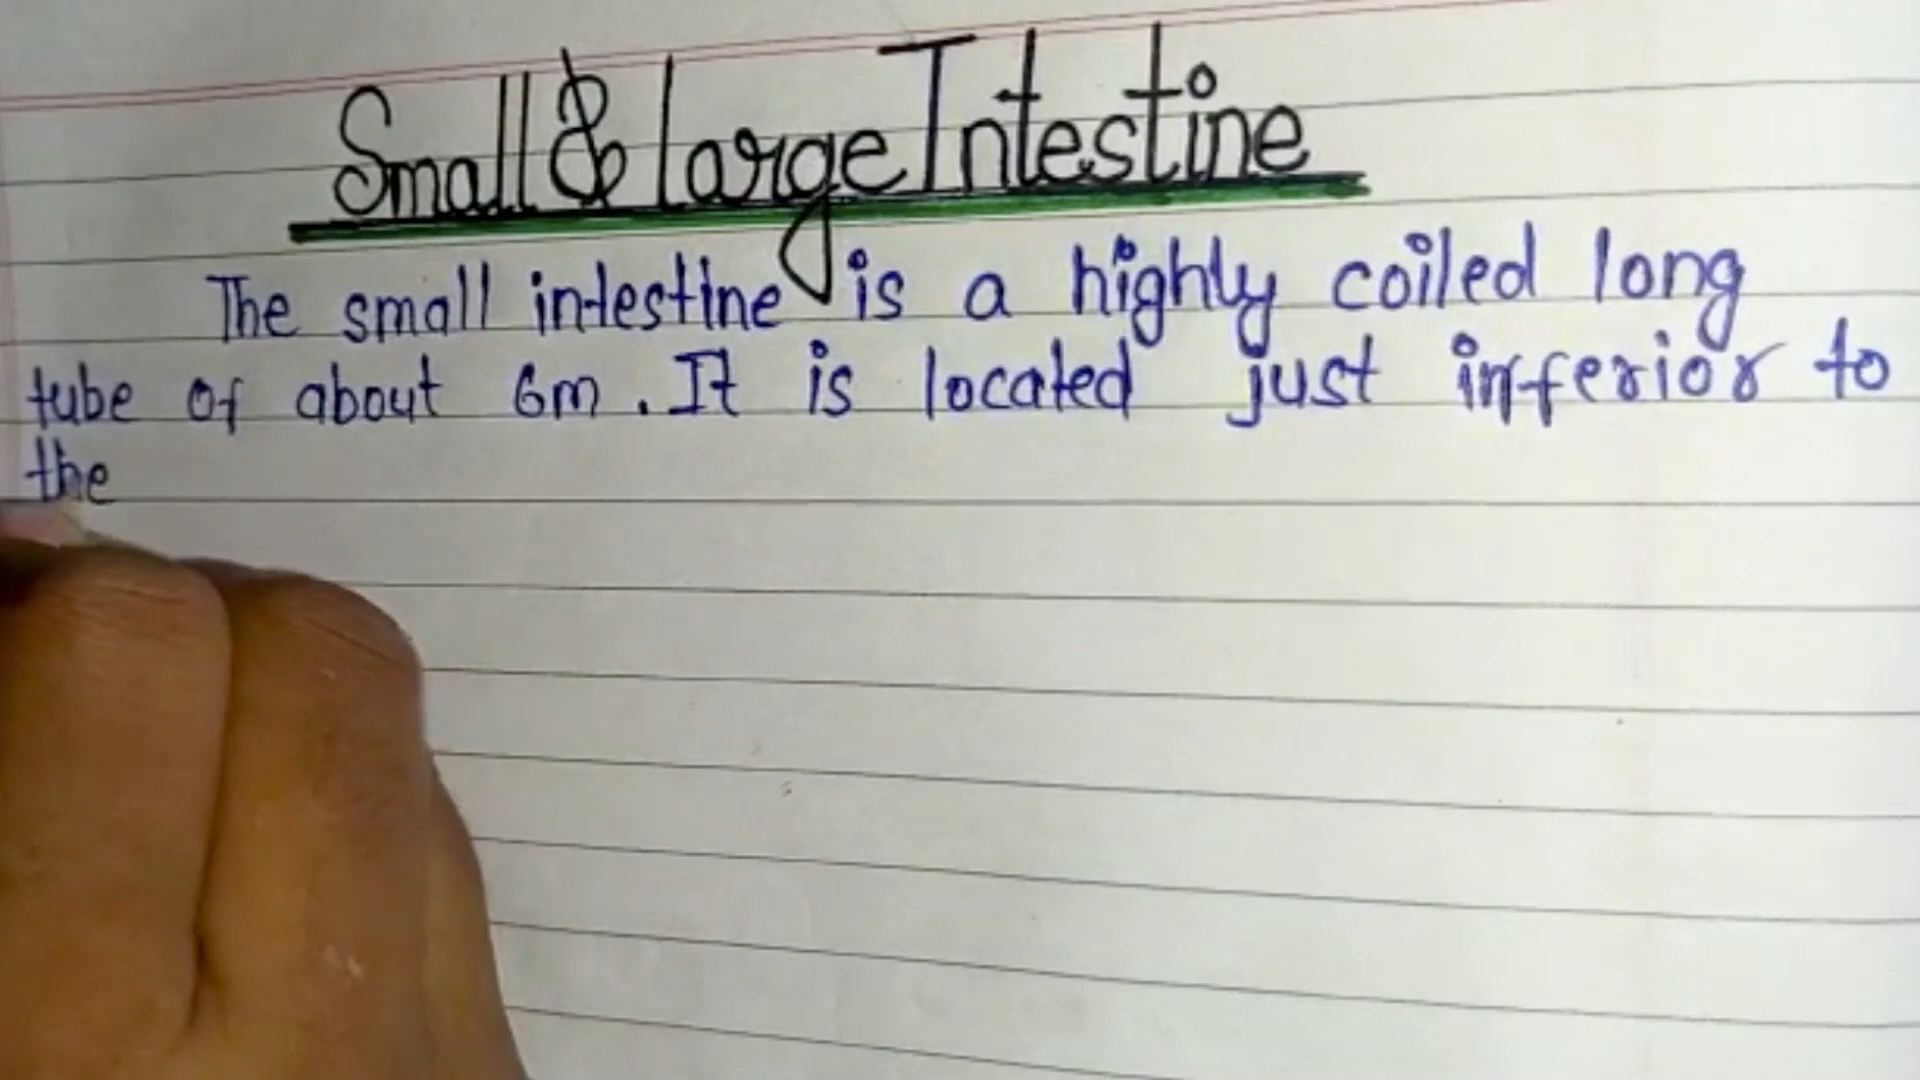 Small & large Intestine
The small intestine is a highly coiled long
tube of about 6m. It is located just inferior to
the